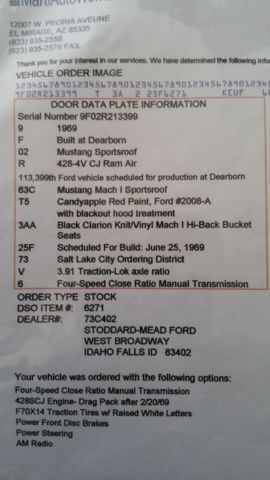 12007 W. PEORIA AVEUNE
EL MIRAGE, AZ 85335
(623) 935-2558
(623) 935-2579 FAX
Thank you for your interest in our services. We have determined the following info
VEHICLE ORDER IMAGE
9F02R213399 T 3A 2 25F6271 KEUF
DOOR DATA PLATE INFORMATION
Serial Number 9F02R213399
9 1969
F Built at Dearborn
02 Mustang Sportsroof
R 428-4V CJ Ram Air
113,399th Ford vehicle scheduled for production at Dearborn
63C Mustang Mach I Sportsroof
T5 Candyapple Red Paint, Ford #2008-A
with blackout hood treatment
3AA Black Clarion Knit/Vinyl Mach I Hi-Back Bucket
Seats
25F Scheduled For Build: June 25, 1969
73 Salt Lake City Ordering District
V 3.91 Traction-Lok axle ratio
6 Four-Speed Close Ratio Manual Transmission
ORDER TYPE STOCK
DSO ITEM #: 6271
DEALER#: 73C402
STODDARD-MEAD FORD
WEST BROADWAY
IDAHO FALLS ID 83402
Your vehicle was ordered with the following options:
Four-Speed Close Ratio Manual Transmission
428SCJ Engine- Drag Pack after 2/20/69
F70X14 Traction Tires w/ Raised White Letters
Power Front Disc Brakes
Power Steering
AM Radio